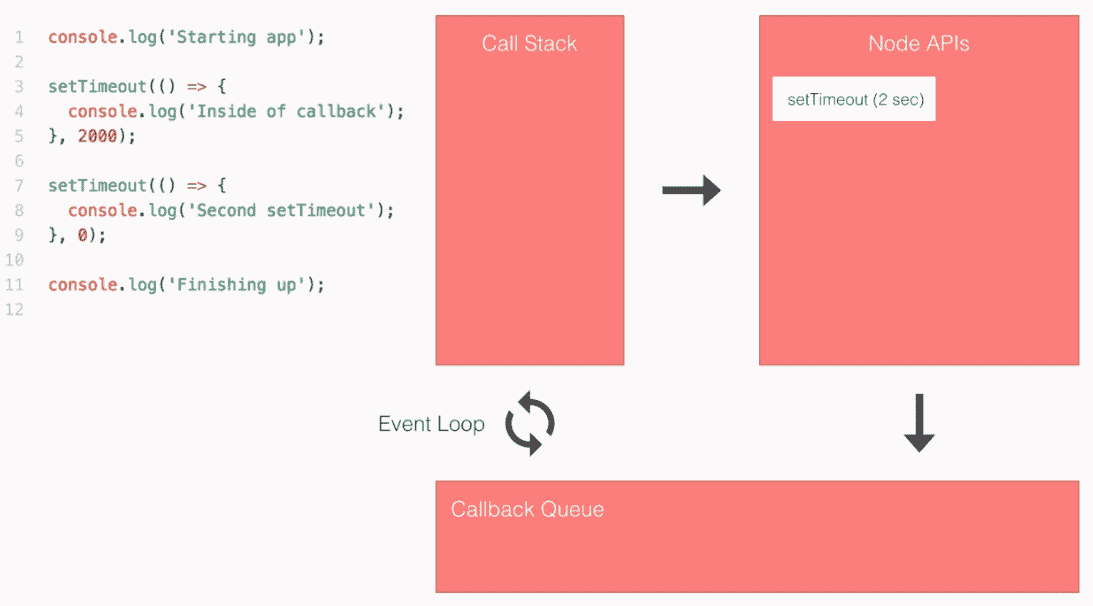 1 console.log('Starting app');
2
3 setTimeout(() => {
4   console.log('Inside of callback');
5 }, 2000);
6
7 setTimeout(() => {
8   console.log('Second setTimeout');
9 }, 0);
10
11 console.log('Finishing up');
12
Call Stack
Node APIs
setTimeout (2 sec)
Event Loop
Callback Queue